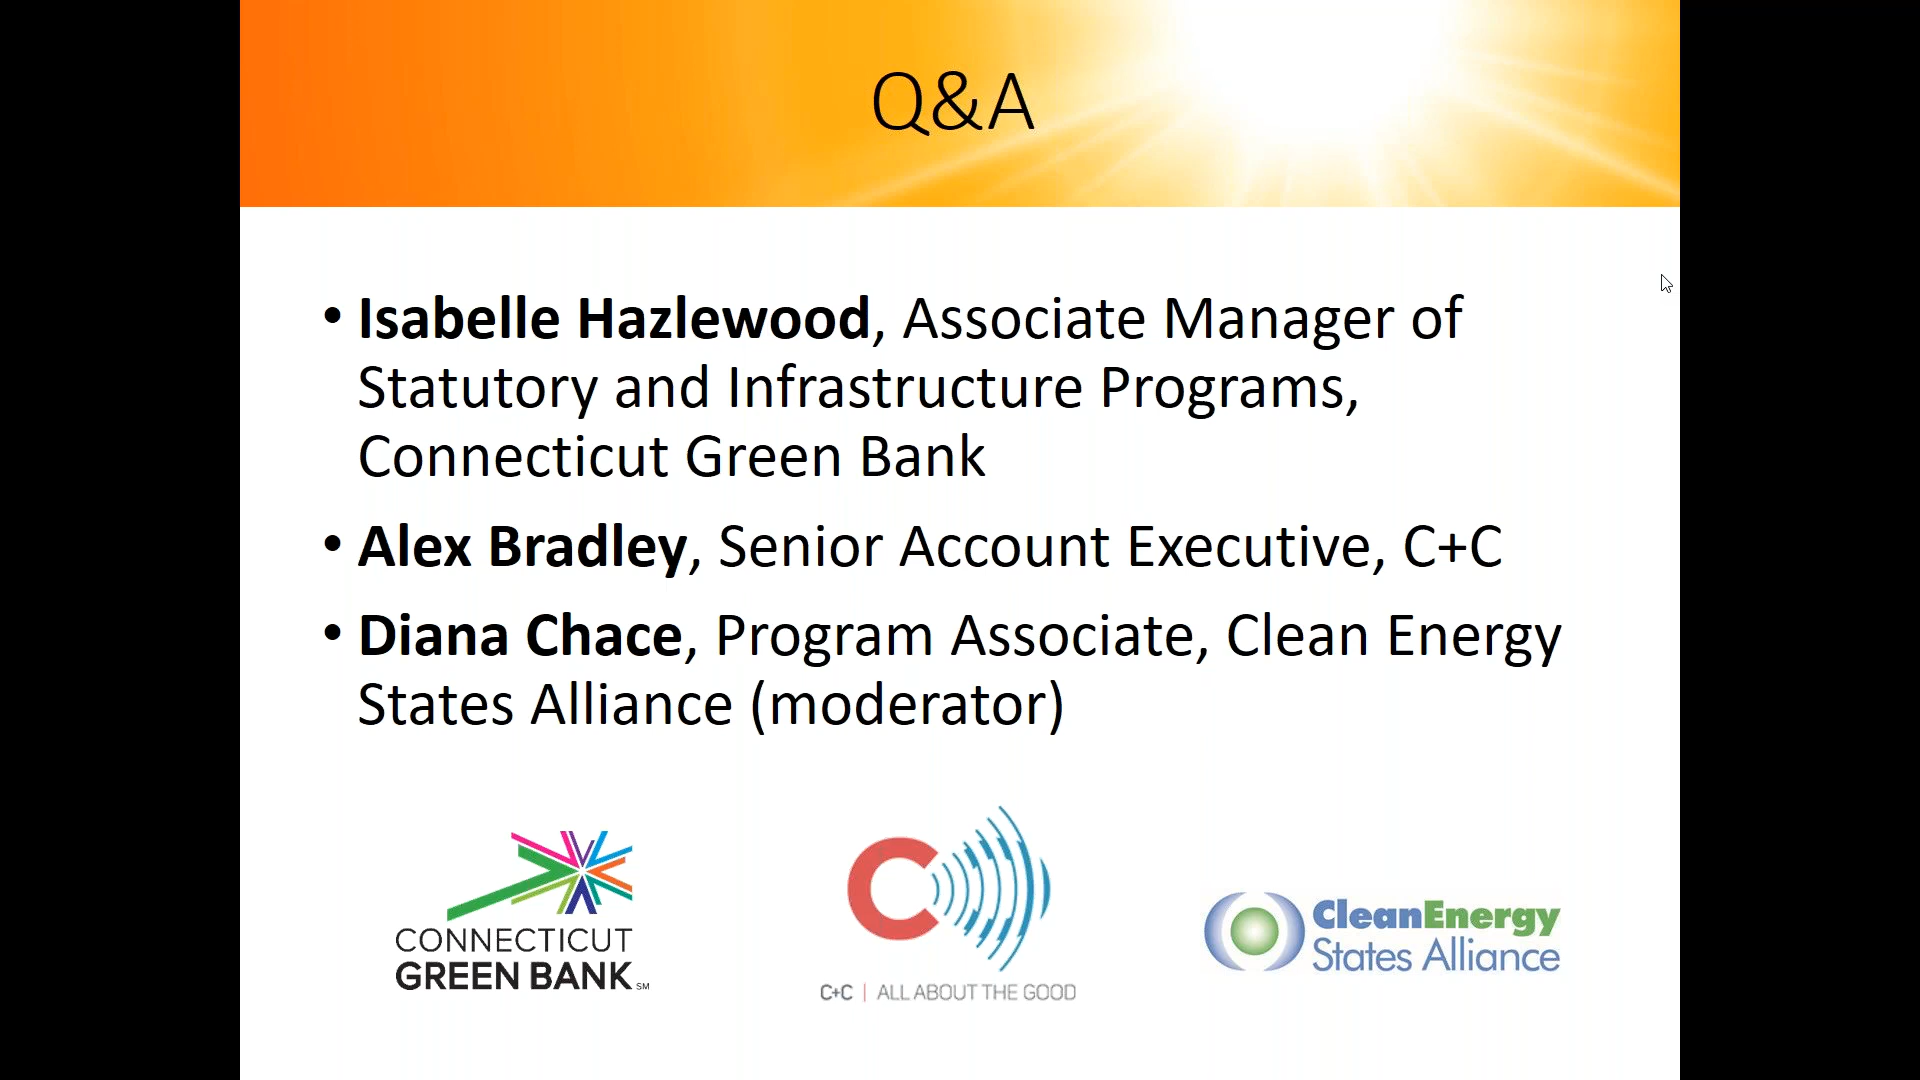 Q&A
• Isabelle Hazlewood, Associate Manager of
Statutory and Infrastructure Programs,
Connecticut Green Bank
• Alex Bradley, Senior Account Executive, C+C
• Diana Chace, Program Associate, Clean Energy
States Alliance (moderator)
CONNECTICUT
GREEN BANK SM
C
C+C | ALL ABOUT THE GOOD
CleanEnergy
States Alliance